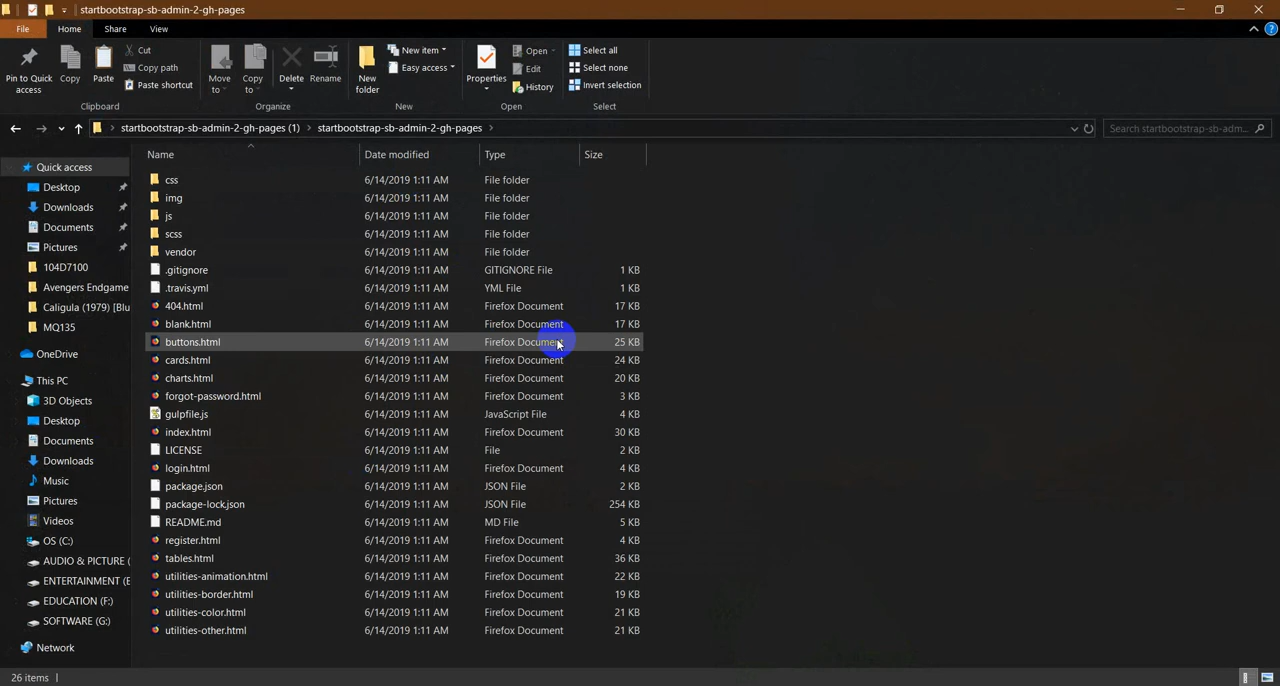 startbootstrap-sb-admin-2-gh-pages
File Home Share View
Pin to Quick access
Copy
Paste
Cut
Copy path
Paste shortcut
Clipboard
Move to
Copy to
Delete
Rename
Organize
New folder
New item
Easy access
New
Properties
Open
Edit
History
Open
Select all
Select none
Invert selection
Select
startbootstrap-sb-admin-2-gh-pages (1) startbootstrap-sb-admin-2-gh-pages
Search startbootstrap-sb-adm...
Quick access
Desktop
Downloads
Documents
Pictures
104D7100
Avengers Endgame
Caligula (1979) [Blu
MQ135
OneDrive
This PC
3D Objects
Desktop
Documents
Downloads
Music
Pictures
Videos
OS (C:)
AUDIO & PICTURE (
ENTERTAINMENT (E
EDUCATION (F:)
SOFTWARE (G:)
Network
Name Date modified Type Size
css 6/14/2019 1:11 AM File folder
img 6/14/2019 1:11 AM File folder
js 6/14/2019 1:11 AM File folder
scss 6/14/2019 1:11 AM File folder
vendor 6/14/2019 1:11 AM File folder
.gitignore 6/14/2019 1:11 AM GITIGNORE File 1 KB
.travis.yml 6/14/2019 1:11 AM YML File 1 KB
404.html 6/14/2019 1:11 AM Firefox Document 17 KB
blank.html 6/14/2019 1:11 AM Firefox Document 17 KB
buttons.html 6/14/2019 1:11 AM Firefox Document 25 KB
cards.html 6/14/2019 1:11 AM Firefox Document 24 KB
charts.html 6/14/2019 1:11 AM Firefox Document 20 KB
forgot-password.html 6/14/2019 1:11 AM Firefox Document 3 KB
gulpfile.js 6/14/2019 1:11 AM JavaScript File 4 KB
index.html 6/14/2019 1:11 AM Firefox Document 30 KB
LICENSE 6/14/2019 1:11 AM File 2 KB
login.html 6/14/2019 1:11 AM Firefox Document 4 KB
package.json 6/14/2019 1:11 AM JSON File 2 KB
package-lock.json 6/14/2019 1:11 AM JSON File 254 KB
README.md 6/14/2019 1:11 AM MD File 5 KB
register.html 6/14/2019 1:11 AM Firefox Document 4 KB
tables.html 6/14/2019 1:11 AM Firefox Document 36 KB
utilities-animation.html 6/14/2019 1:11 AM Firefox Document 22 KB
utilities-border.html 6/14/2019 1:11 AM Firefox Document 19 KB
utilities-color.html 6/14/2019 1:11 AM Firefox Document 21 KB
utilities-other.html 6/14/2019 1:11 AM Firefox Document 21 KB
26 items